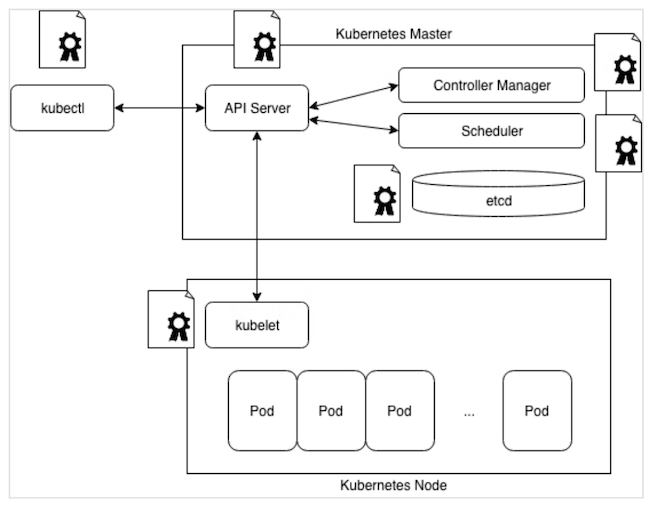 Kubernetes Master
kubectl
API Server
Controller Manager
Scheduler
etcd
kubelet
Pod
Pod
Pod
...
Pod
Kubernetes Node